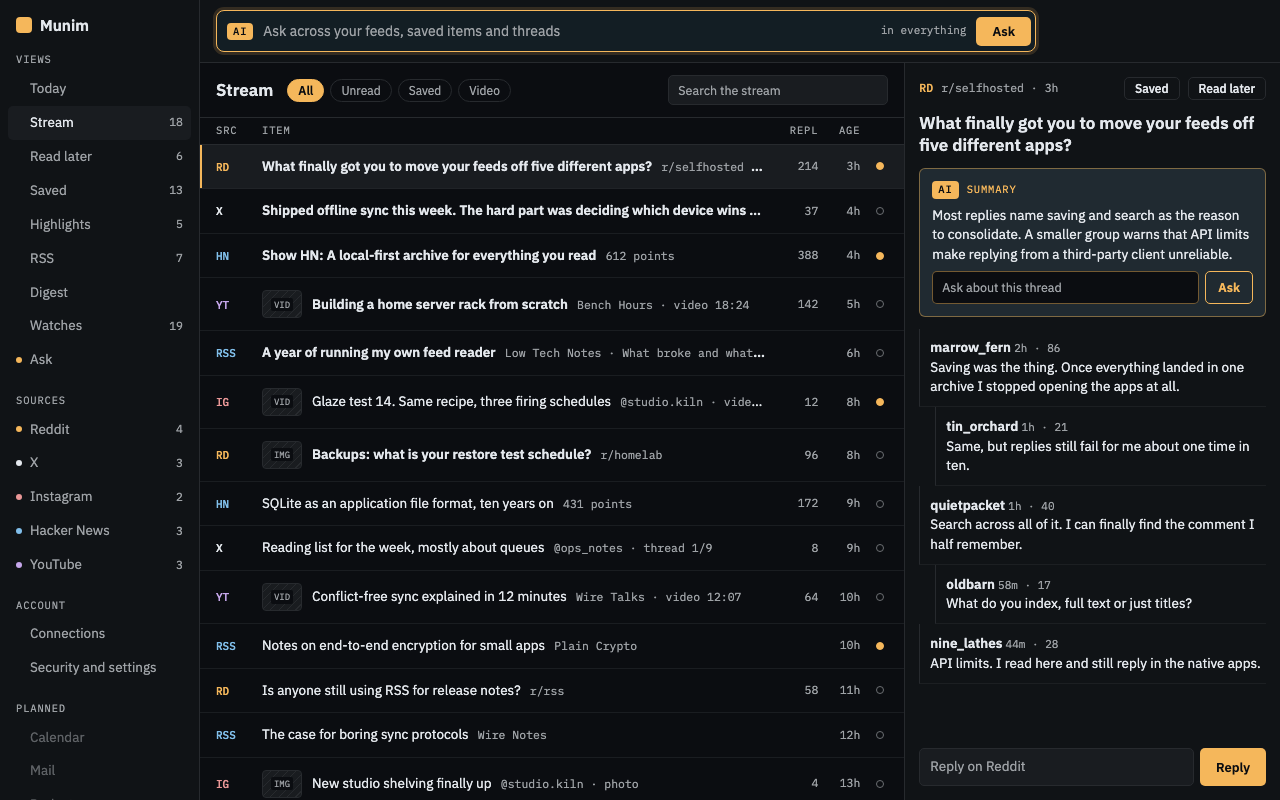 Munim
VIEWS
Today
Stream 18
Read later 6
Saved 13
Highlights 5
RSS 7
Digest
Watches 19
Ask
SOURCES
Reddit 4
X 3
Instagram 2
Hacker News 3
YouTube 3
ACCOUNT
Connections
Security and settings
PLANNED
Calendar
Mail
AI Ask across your feeds, saved items and threads in everything Ask
Stream All Unread Saved Video Search the stream
SRC ITEM REPL AGE
RD What finally got you to move your feeds off five different apps? r/selfhosted ... 214 3h
X Shipped offline sync this week. The hard part was deciding which device wins ... 37 4h
HN Show HN: A local-first archive for everything you read 612 points 388 4h
YT VID Building a home server rack from scratch Bench Hours · video 18:24 142 5h
RSS A year of running my own feed reader Low Tech Notes · What broke and what... 6h
IG VID Glaze test 14. Same recipe, three firing schedules @studio.kiln · vide... 12 8h
RD IMG Backups: what is your restore test schedule? r/homelab 96 8h
HN SQLite as an application file format, ten years on 431 points 172 9h
X Reading list for the week, mostly about queues @ops_notes · thread 1/9 8 9h
YT VID Conflict-free sync explained in 12 minutes Wire Talks · video 12:07 64 10h
RSS Notes on end-to-end encryption for small apps Plain Crypto 10h
RD Is anyone still using RSS for release notes? r/rss 58 11h
RSS The case for boring sync protocols Wire Notes 12h
IG IMG New studio shelving finally up @studio.kiln · photo 4 13h
RD r/selfhosted · 3h Saved Read later
What finally got you to move your feeds off
five different apps?
AI SUMMARY
Most replies name saving and search as the reason
to consolidate. A smaller group warns that API limits
make replying from a third-party client unreliable.
Ask about this thread Ask
marrow_fern 2h · 86
Saving was the thing. Once everything landed in one
archive I stopped opening the apps at all.
tin_orchard 1h · 21
Same, but replies still fail for me about one time in
ten.
quietpacket 1h · 40
Search across all of it. I can finally find the comment I
half remember.
oldbarn 58m · 17
What do you index, full text or just titles?
nine_lathes 44m · 28
API limits. I read here and still reply in the native apps.
Reply on Reddit Reply